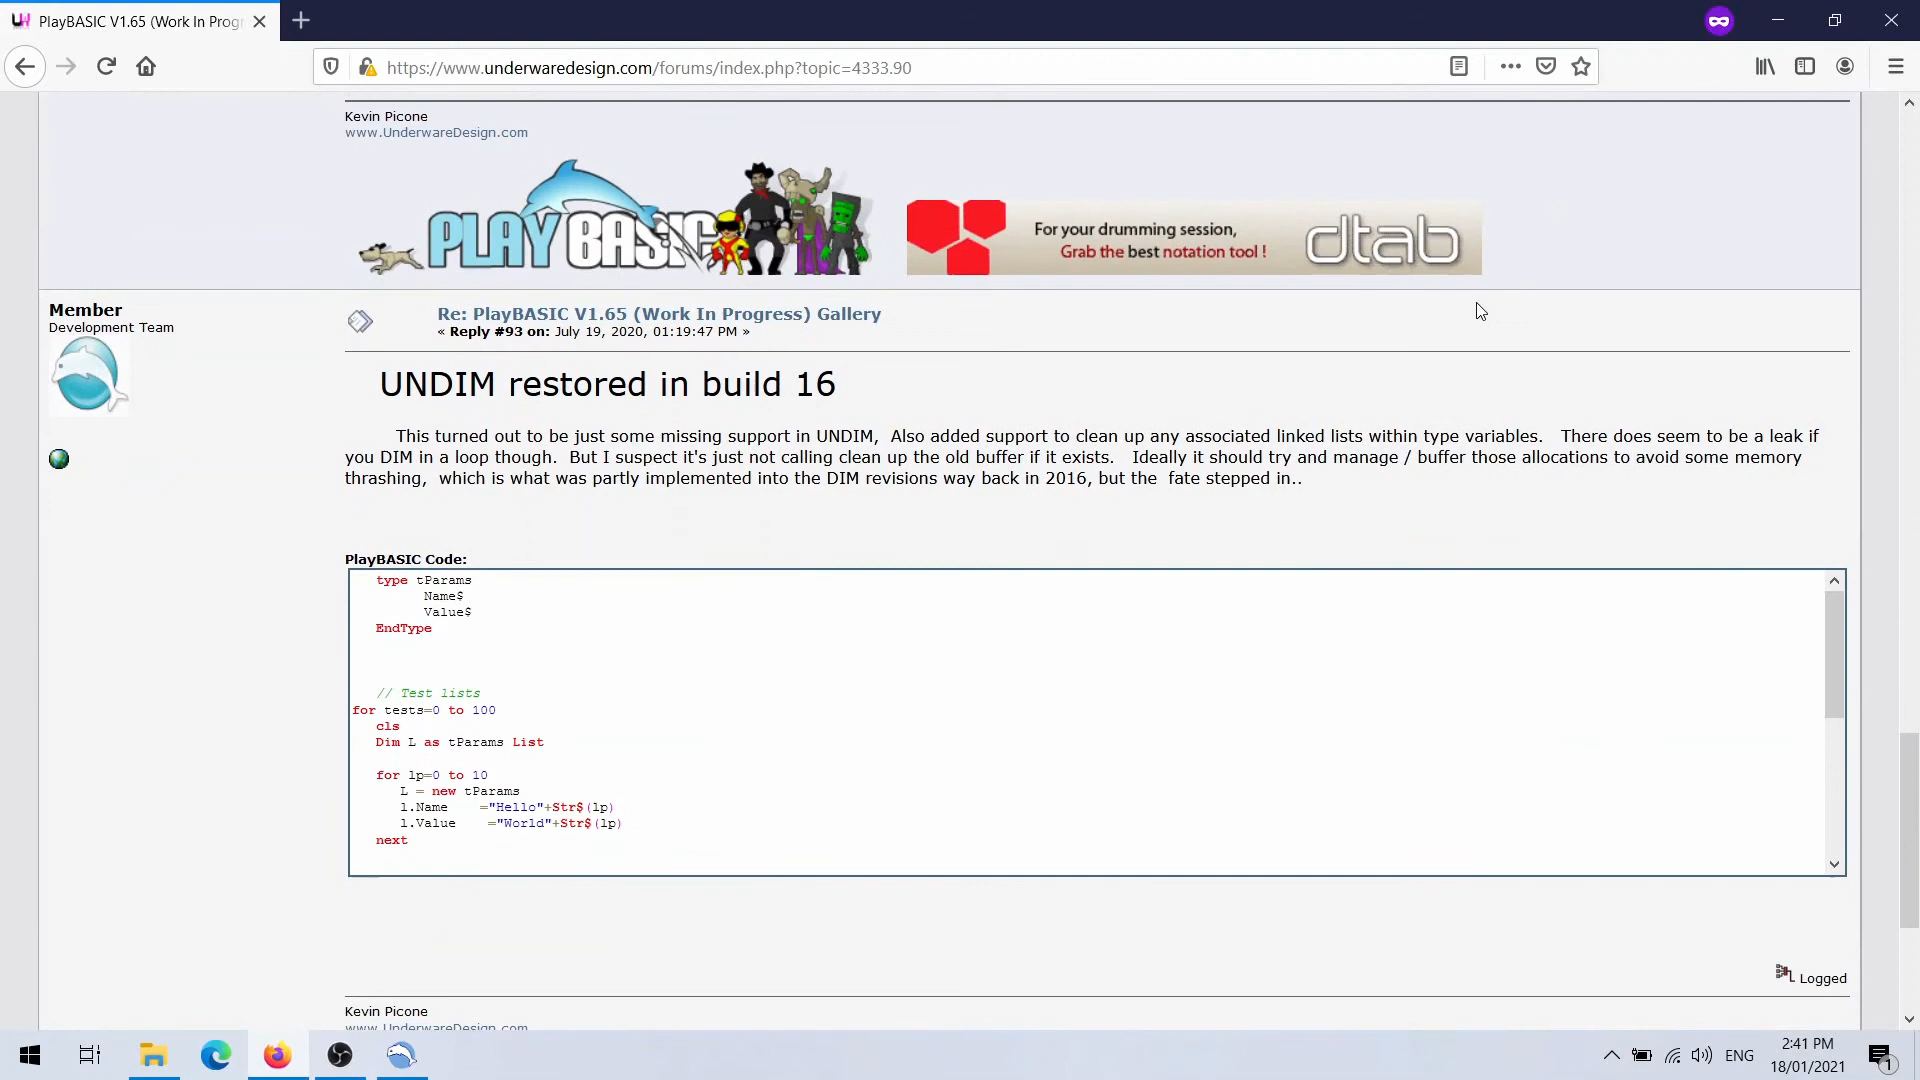 PlayBASIC V1.65 (Work In Progr
https://www.underwaredesign.com/forums/index.php?topic=4333.90
Kevin Picone
www.UnderwareDesign.com
PLAYBASIC
For your drumming session,
Grab the best notation tool !
dtab
Member
Development Team
Re: PlayBASIC V1.65 (Work In Progress) Gallery
« Reply #93 on: July 19, 2020, 01:19:47 PM »
UNDIM restored in build 16
This turned out to be just some missing support in UNDIM,  Also added support to clean up any associated linked lists within type variables.   There does seem to be a leak if
you DIM in a loop though.  But I suspect it's just not calling clean up the old buffer if it exists.   Ideally it should try and manage / buffer those allocations to avoid some memory
thrashing,  which is what was partly implemented into the DIM revisions way back in 2016, but the  fate stepped in..
PlayBASIC Code:
type tParams
Name$
Value$
EndType
// Test lists
for tests=0 to 100
cls
Dim L as tParams List
for lp=0 to 10
L = new tParams
l.Name    ="Hello"+Str$(lp)
l.Value    ="World"+Str$(lp)
next
Logged
Kevin Picone
www.UnderwareDesign.com
ENG
2:41 PM
18/01/2021
1